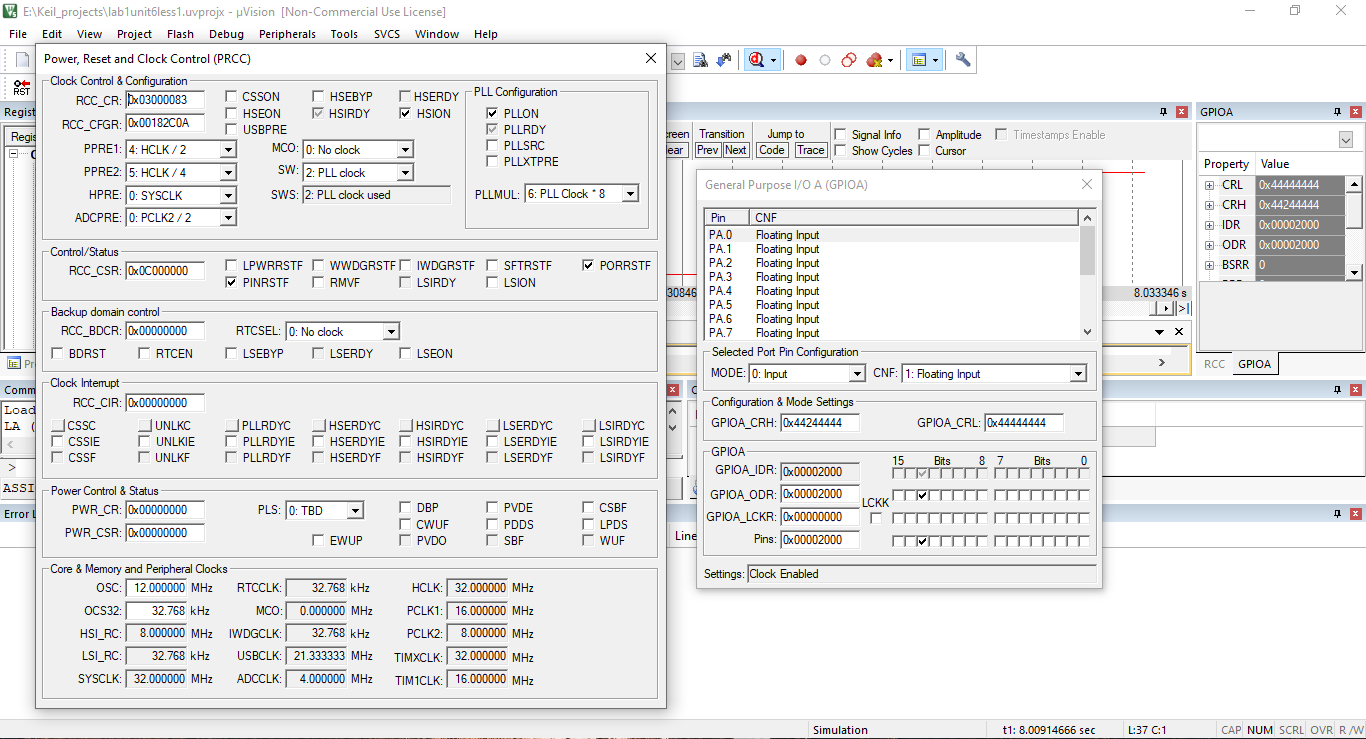 E:\Keil_projects\lab1unit6less1.uvprojx - µVision [Non-Commercial Use License]
File Edit View Project Flash Debug Peripherals Tools SVCS Window Help
RST
Power, Reset and Clock Control (PRCC)
Clock Control & Configuration
RCC_CR: 0x03000083 CSSON HSEBYP HSERDY
HSEON HSIRDY HSION
RCC_CFGR: 0x00182C0A
USBPRE
PPRE1: 4: HCLK / 2 MCO: 0: No clock
PPRE2: 5: HCLK / 4 SW: 2: PLL clock
HPRE: 0: SYSCLK SWS: 2: PLL clock used
ADCPRE: 0: PCLK2 / 2
PLL Configuration
PLLON
PLLRDY
PLLSRC
PLLXTPRE
PLLMUL: 6: PLL Clock * 8
Control/Status
RCC_CSR: 0x0C000000 LPWRRSTF WWDGRSTF IWDGRSTF SFTRSTF PORRSTF
PINRSTF RMVF LSIRDY LSION
Backup domain control
RCC_BDCR: 0x00000000 RTCSEL: 0: No clock
BDRST RTCEN LSEBYP LSERDY LSEON
Clock Interrupt
RCC_CIR: 0x00000000
CSSC UNLKC PLLRDYC HSERDYC HSIRDYC LSERDYC LSIRDYC
CSSIE UNLKIE PLLRDYIE HSERDYIE HSIRDYIE LSERDYIE LSIRDYIE
CSSF UNLKF PLLRDYF HSERDYF HSIRDYF LSERDYF LSIRDYF
Power Control & Status
PWR_CR: 0x00000000 PLS: 0: TBD DBP PVDE CSBF
CWUF PDDS LPDS
PWR_CSR: 0x00000000 EWUP PVDO SBF WUF
Core & Memory and Peripheral Clocks
OSC: 12.000000 MHz RTCCLK: 32.768 kHz HCLK: 32.000000 MHz
OCS32: 32.768 kHz MCO: 0.000000 MHz PCLK1: 16.000000 MHz
HSI_RC: 8.000000 MHz IWDGCLK: 32.768 kHz PCLK2: 8.000000 MHz
LSI_RC: 32.768 kHz USBCLK: 21.333333 MHz TIMXCLK: 32.000000 MHz
SYSCLK: 32.000000 MHz ADCCLK: 4.000000 MHz TIM1CLK: 16.000000 MHz
Regist
Regis
Pr
Comm
Load
LA (
>
ASSI
Error L
Line
reen Transition Jump to Signal Info Amplitude Timestamps Enable
ear Prev Next Code Trace Show Cycles Cursor
30846 8.033346 s
General Purpose I/O A (GPIOA)
Pin CNF
PA.0 Floating Input
PA.1 Floating Input
PA.2 Floating Input
PA.3 Floating Input
PA.4 Floating Input
PA.5 Floating Input
PA.6 Floating Input
PA.7 Floating Input
Selected Port Pin Configuration
MODE: 0: Input CNF: 1: Floating Input
Configuration & Mode Settings
GPIOA_CRH: 0x44244444 GPIOA_CRL: 0x44444444
GPIOA
15 Bits 8 7 Bits 0
GPIOA_IDR: 0x00002000
GPIOA_ODR: 0x00002000
LCKK
GPIOA_LCKR: 0x00000000
Pins: 0x00002000
Settings: Clock Enabled
GPIOA
Property Value
CRL 0x44444444
CRH 0x44244444
IDR 0x00002000
ODR 0x00002000
BSRR 0
RCC GPIOA
Simulation t1: 8.00914666 sec L:37 C:1 CAP NUM SCRL OVR R /W